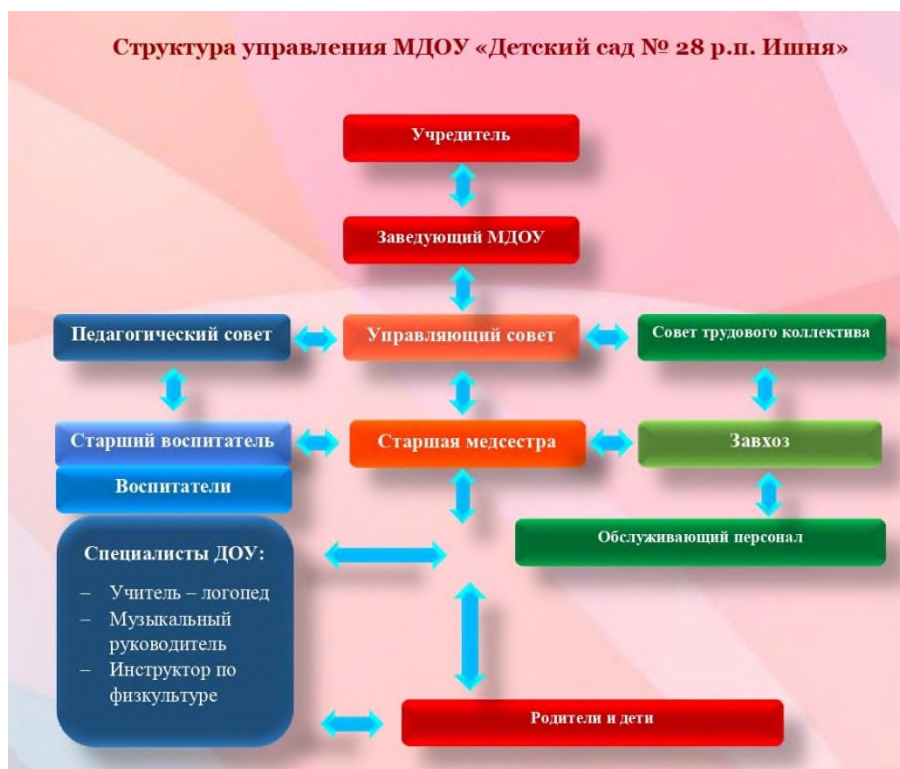 Структура управления МДОУ «Детский сад № 28 р.п. Ишня»
Учредитель
Заведующий МДОУ
Педагогический совет
Управляющий совет
Совет трудового коллектива
Старший воспитатель
Старшая медсестра
Завхоз
Воспитатели
Обслуживающий персонал
Специалисты ДОУ:
– Учитель – логопед
– Музыкальный
руководитель
– Инструктор по
физкультуре
Родители и дети